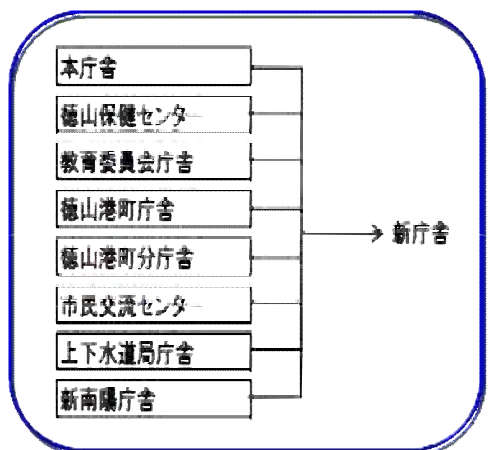 本庁舎
徳山保健センター
教育委員会庁舎
徳山港町庁舎
徳山港町分庁舎
市民交流センター
上下水道局庁舎
新南陽庁舎
新庁舎